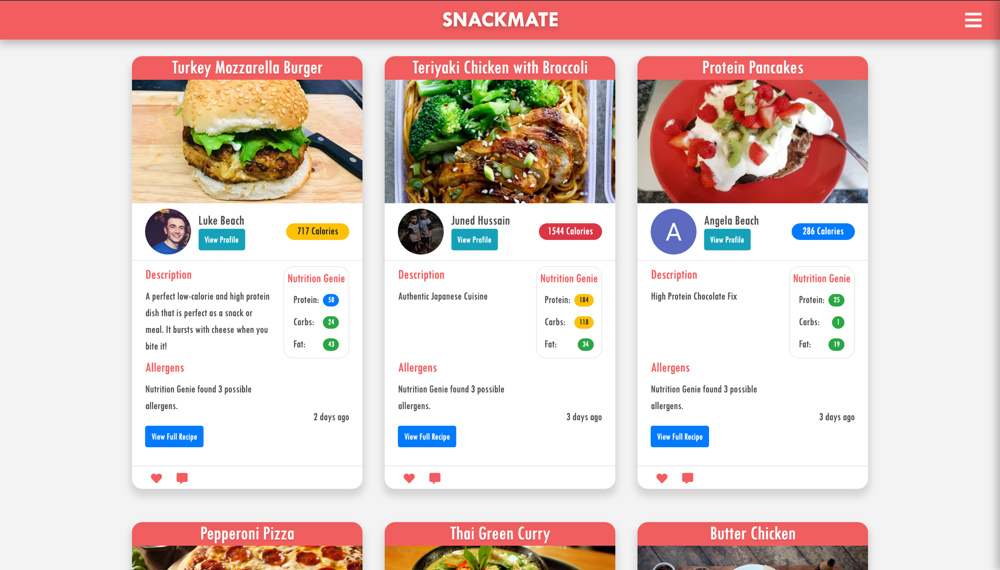 SNACKMATE
Turkey Mozzarella Burger
Luke Beach
View Profile
717 Calories
Description
A perfect low-calorie and high protein
dish that is perfect as a snack or
meal. It bursts with cheese when you
bite it!
Nutrition Genie
Protein: 58
Carbs: 24
Fat: 43
Allergens
Nutrition Genie found 3 possible
allergens.
2 days ago
View Full Recipe
Teriyaki Chicken with Broccoli
Juned Hussain
View Profile
1544 Calories
Description
Authentic Japanese Cuisine
Nutrition Genie
Protein: 184
Carbs: 118
Fat: 34
Allergens
Nutrition Genie found 3 possible
allergens.
3 days ago
View Full Recipe
Protein Pancakes
A
Angela Beach
View Profile
286 Calories
Description
High Protein Chocolate Fix
Nutrition Genie
Protein: 25
Carbs: 1
Fat: 19
Allergens
Nutrition Genie found 3 possible
allergens.
3 days ago
View Full Recipe
Pepperoni Pizza
Thai Green Curry
Butter Chicken